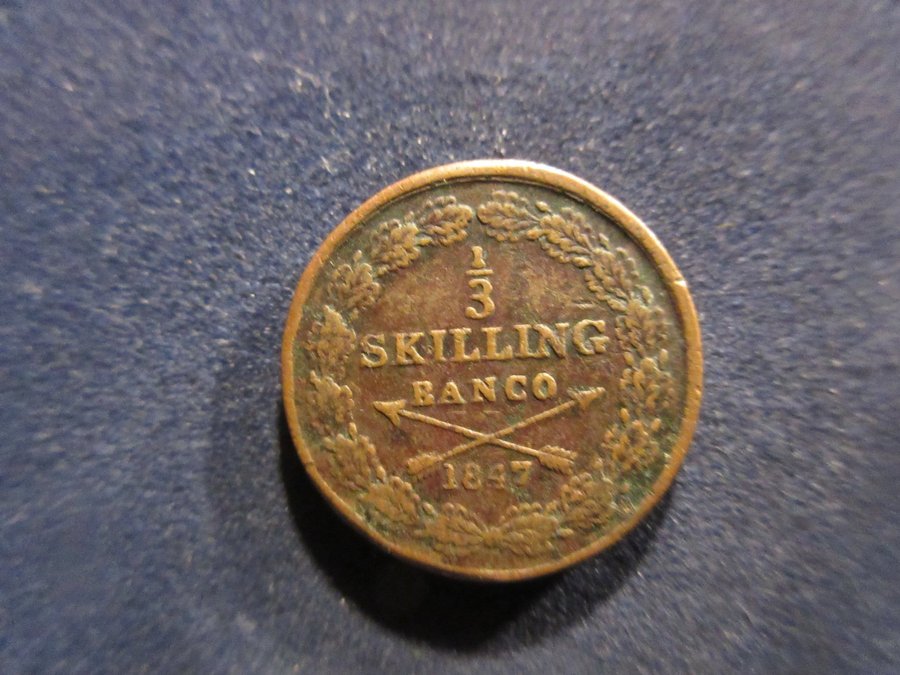 1/3
SKILLING
BANCO
1847